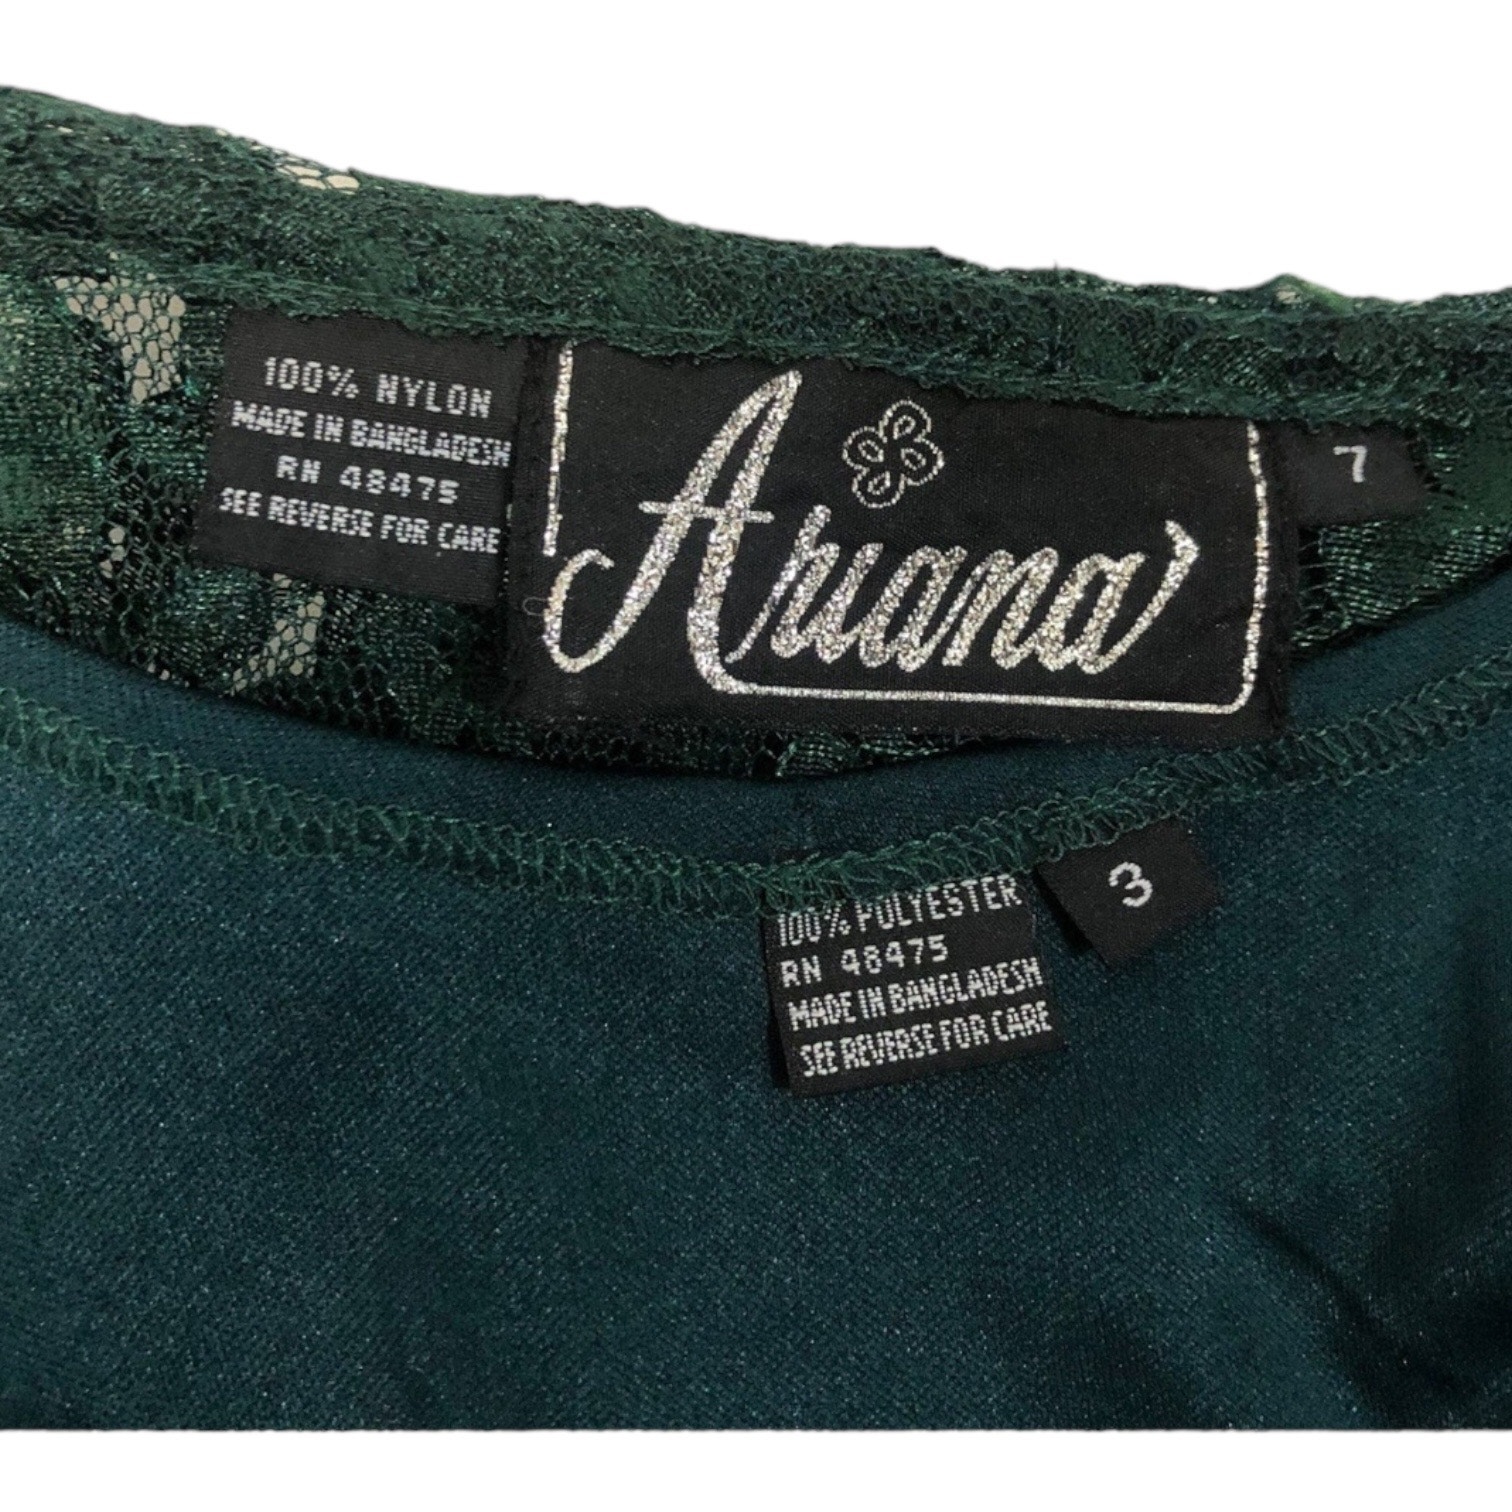 100% NYLON
MADE IN BANGLADESH
RN 48475
SEE REVERSE FOR CARE
Ariana
7
3
100% POLYESTER
RN 48475
MADE IN BANGLADESH
SEE REVERSE FOR CARE